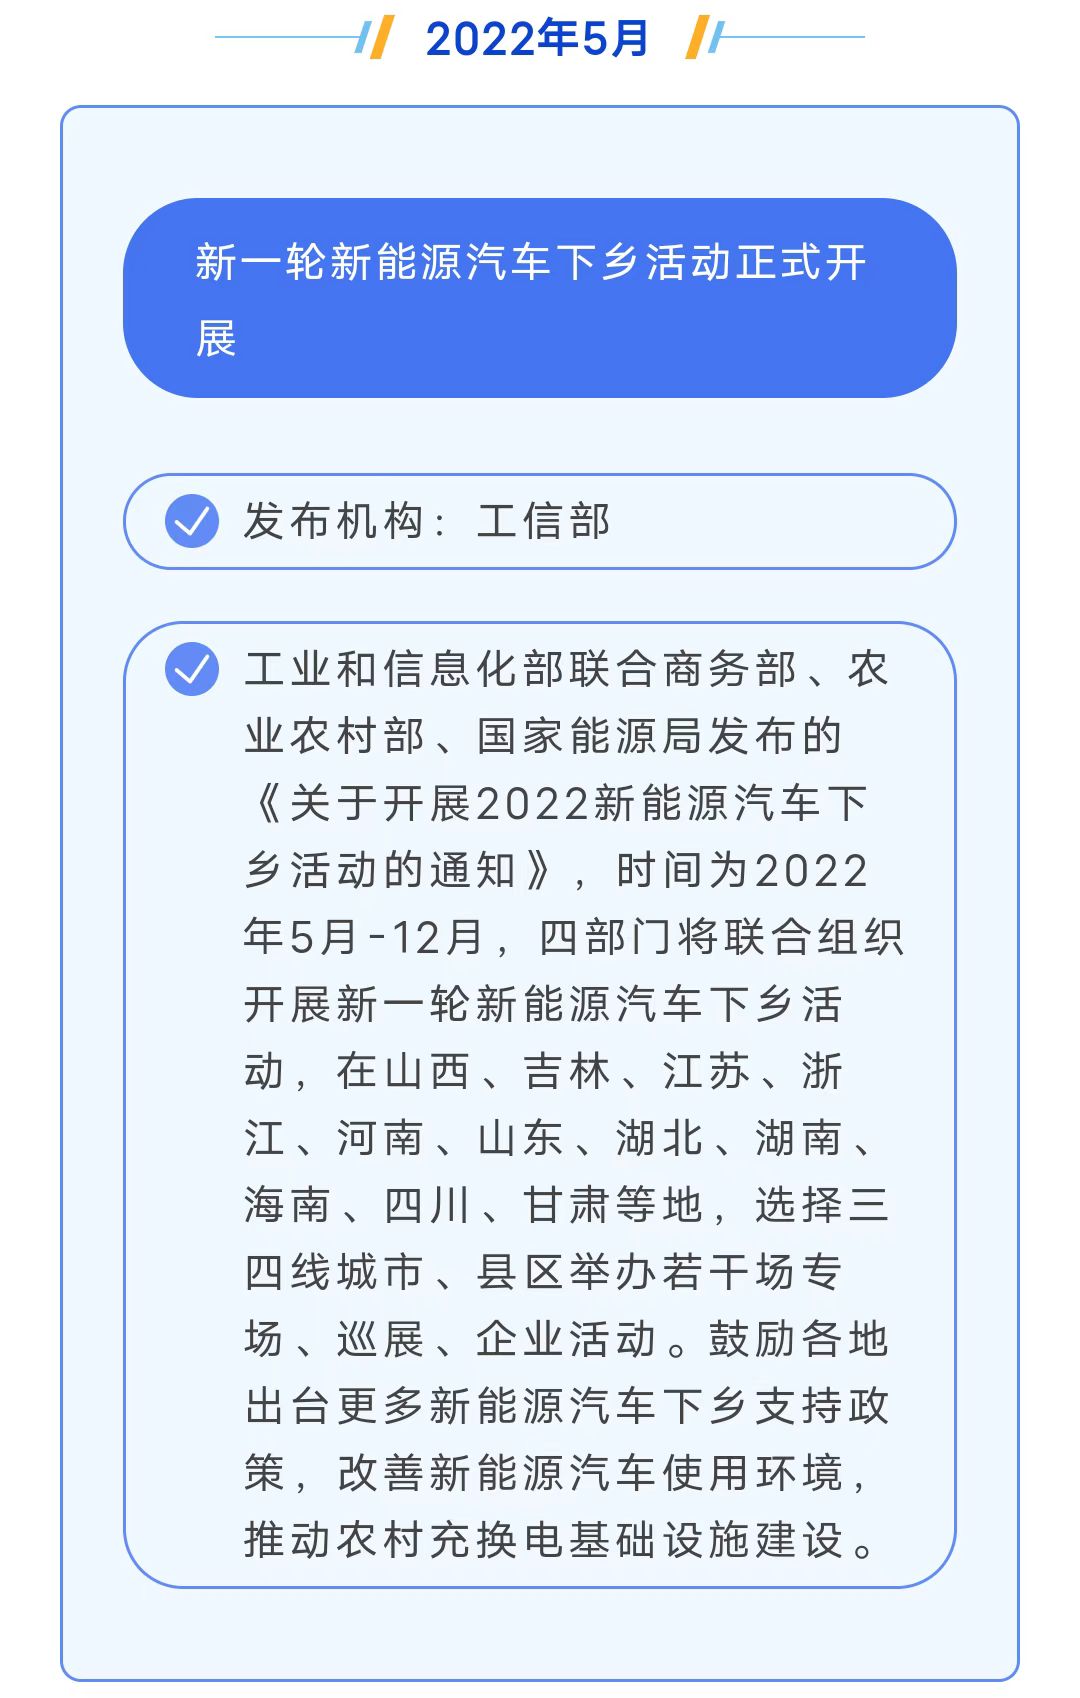 2022年5月
新一轮新能源汽车下乡活动正式开
展
发布机构：工信部
工业和信息化部联合商务部、农
业农村部、国家能源局发布的
《关于开展2022新能源汽车下
乡活动的通知》，时间为2022
年5月-12月，四部门将联合组织
开展新一轮新能源汽车下乡活
动，在山西、吉林、江苏、浙
江、河南、山东、湖北、湖南、
海南、四川、甘肃等地，选择三
四线城市、县区举办若干场专
场、巡展、企业活动。鼓励各地
出台更多新能源汽车下乡支持政
策，改善新能源汽车使用环境，
推动农村充换电基础设施建设。